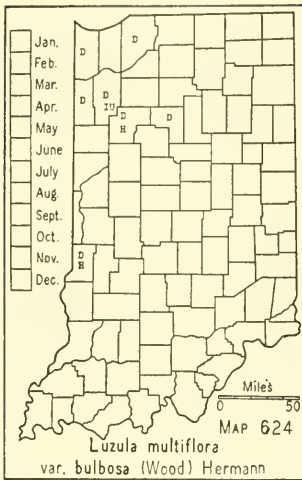 Jan.
Feb.
Mar.
Apr.
May
June
July
Aug.
Sept.
Oct.
Nov.
Dec.
D D
D D
IU
D D
H
D
H
Miles
0 50
MAP 624
Luzula multiflora
var. bulbosa (Wood) Hermann